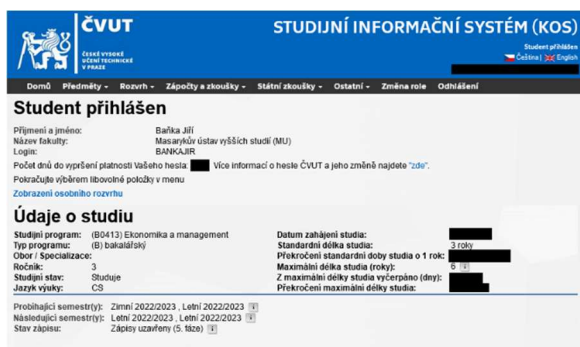 ČVUT
ČESKÉ VYSOKÉ
UČENÍ TECHNICKÉ
V PRAZE
STUDIJNÍ INFORMAČNÍ SYSTÉM (KOS)
Student přihlášen
Čeština | English
Domů Předměty Rozvrh Zápočty a zkoušky Státní zkoušky Ostatní Změna role Odhlášení
Student přihlášen
Příjmení a jméno: Baňka Jiří
Název fakulty: Masarykův ústav vyšších studií (MU)
Login: BANKAJIR
Počet dnů do vypršení platnosti Vašeho hesla: Více informací o hesle ČVUT a jeho změně najdete "zde".
Pokračujte výběrem libovolné položky v menu
Zobrazení osobního rozvrhu
Údaje o studiu
Studijní program: (B0413) Ekonomika a management Datum zahájení studia:
Typ programu: (B) bakalářský Standardní délka studia: 3 roky
Obor / Specializace: Překročení standardní doby studia o 1 rok:
Ročník: 3 Maximální délka studia (roky): 6
Studijní stav: Studuje Z maximální délky studia vyčerpáno (dny):
Jazyk výuky: CS Překročení maximální délky studia:
Probíhající semestr(y): Zimní 2022/2023 , Letní 2022/2023
Následující semestr(y): Letní 2022/2023 , Letní 2022/2023
Stav zápisu: Zápisy uzavřeny (5. fáze)